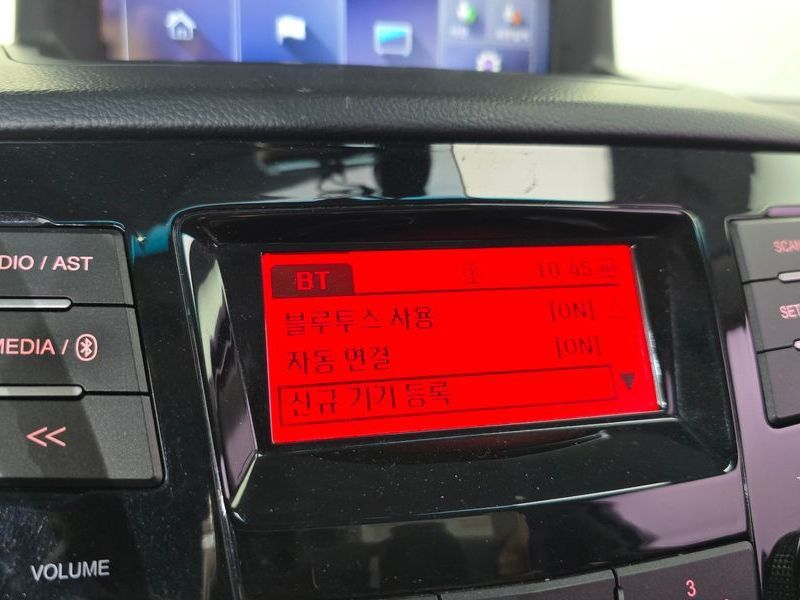 DIO / AST
MEDIA /
<<
VOLUME
BT
10:45
블루투스 사용 [ON]
자동 연결 [ON]
신규 기기 등록
SCAN
SET
3